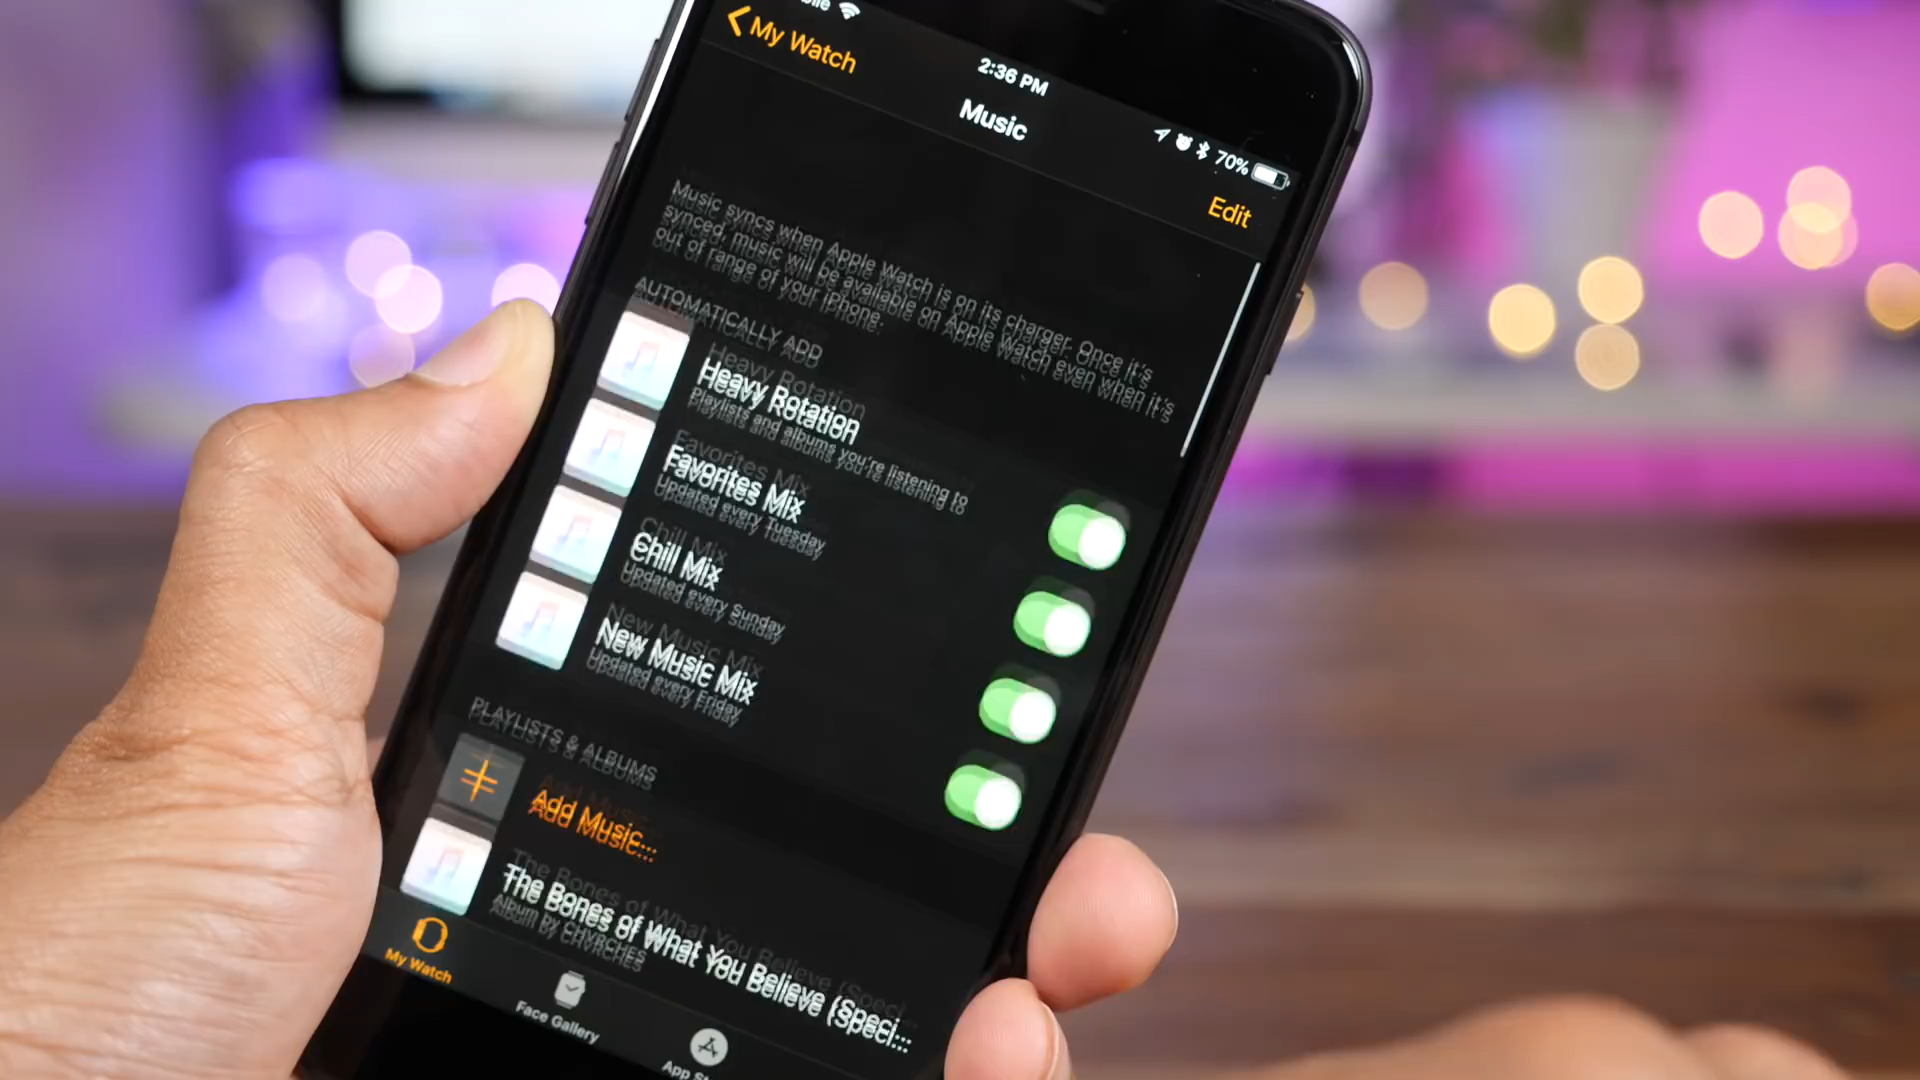 My Watch
2:36 PM
70%
Music
Edit
Music syncs when Apple Watch is on its charger. Once it's
synced, music will be available on Apple Watch even when it's
out of range of your iPhone.
AUTOMATICALLY ADD
Heavy Rotation
Playlists and albums you're listening to
Favorites Mix
Updated every Tuesday
Chill Mix
Updated every Sunday
New Music Mix
Updated every Friday
PLAYLISTS & ALBUMS
Add Music...
The Bones of What You Believe (Speci...
Album by CHVRCHES
My Watch
Face Gallery
App